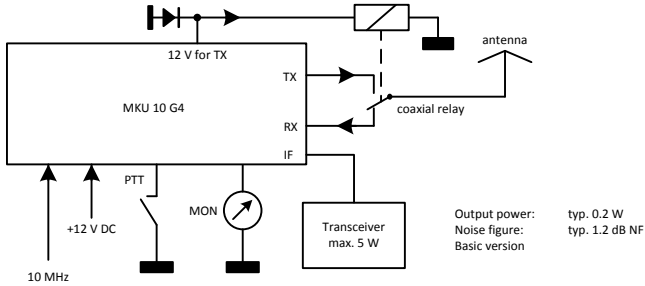 12 V for TX
antenna
TX
MKU 10 G4
coaxial relay
RX
IF
PTT
MON
+12 V DC
Transceiver
max. 5 W
10 MHz
Output power: typ. 0.2 W
Noise figure: typ. 1.2 dB NF
Basic version